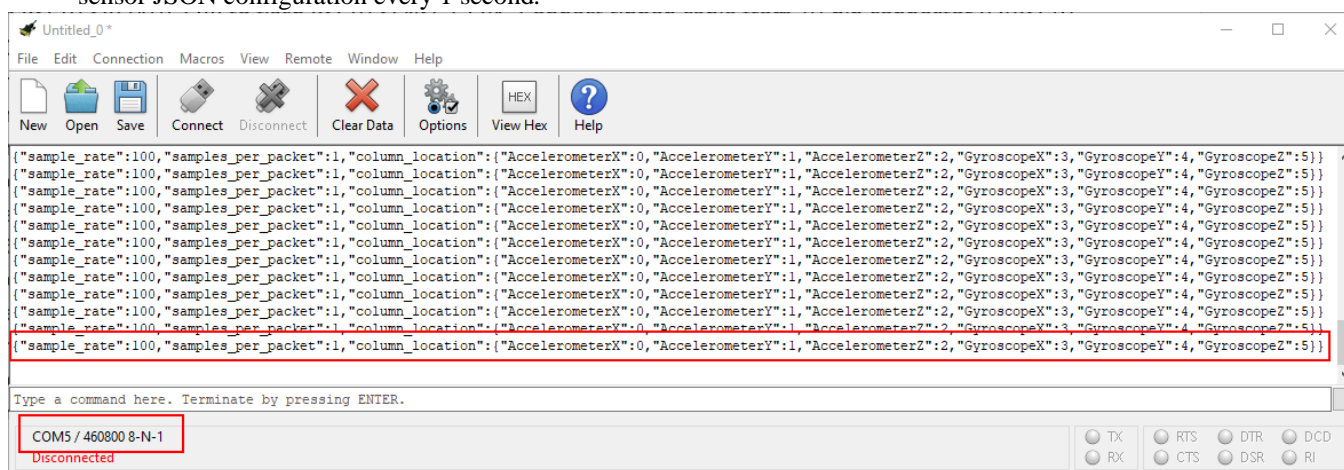 sensor JSON configuration every 1 second.
Untitled_0 *
File Edit Connection Macros View Remote Window Help
New Open Save Connect Disconnect Clear Data Options HEX View Hex ? Help
{"sample_rate":100,"samples_per_packet":1,"column_location":{"AccelerometerX":0,"AccelerometerY":1,"AccelerometerZ":2,"GyroscopeX":3,"GyroscopeY":4,"GyroscopeZ":5}}
{"sample_rate":100,"samples_per_packet":1,"column_location":{"AccelerometerX":0,"AccelerometerY":1,"AccelerometerZ":2,"GyroscopeX":3,"GyroscopeY":4,"GyroscopeZ":5}}
{"sample_rate":100,"samples_per_packet":1,"column_location":{"AccelerometerX":0,"AccelerometerY":1,"AccelerometerZ":2,"GyroscopeX":3,"GyroscopeY":4,"GyroscopeZ":5}}
{"sample_rate":100,"samples_per_packet":1,"column_location":{"AccelerometerX":0,"AccelerometerY":1,"AccelerometerZ":2,"GyroscopeX":3,"GyroscopeY":4,"GyroscopeZ":5}}
{"sample_rate":100,"samples_per_packet":1,"column_location":{"AccelerometerX":0,"AccelerometerY":1,"AccelerometerZ":2,"GyroscopeX":3,"GyroscopeY":4,"GyroscopeZ":5}}
{"sample_rate":100,"samples_per_packet":1,"column_location":{"AccelerometerX":0,"AccelerometerY":1,"AccelerometerZ":2,"GyroscopeX":3,"GyroscopeY":4,"GyroscopeZ":5}}
{"sample_rate":100,"samples_per_packet":1,"column_location":{"AccelerometerX":0,"AccelerometerY":1,"AccelerometerZ":2,"GyroscopeX":3,"GyroscopeY":4,"GyroscopeZ":5}}
{"sample_rate":100,"samples_per_packet":1,"column_location":{"AccelerometerX":0,"AccelerometerY":1,"AccelerometerZ":2,"GyroscopeX":3,"GyroscopeY":4,"GyroscopeZ":5}}
{"sample_rate":100,"samples_per_packet":1,"column_location":{"AccelerometerX":0,"AccelerometerY":1,"AccelerometerZ":2,"GyroscopeX":3,"GyroscopeY":4,"GyroscopeZ":5}}
{"sample_rate":100,"samples_per_packet":1,"column_location":{"AccelerometerX":0,"AccelerometerY":1,"AccelerometerZ":2,"GyroscopeX":3,"GyroscopeY":4,"GyroscopeZ":5}}
{"sample_rate":100,"samples_per_packet":1,"column_location":{"AccelerometerX":0,"AccelerometerY":1,"AccelerometerZ":2,"GyroscopeX":3,"GyroscopeY":4,"GyroscopeZ":5}}
{"sample_rate":100,"samples_per_packet":1,"column_location":{"AccelerometerX":0,"AccelerometerY":1,"AccelerometerZ":2,"GyroscopeX":3,"GyroscopeY":4,"GyroscopeZ":5}}
Type a command here. Terminate by pressing ENTER.
COM5 / 460800 8-N-1
Disconnected
TX RTS DTR DCD
RX CTS DSR RI